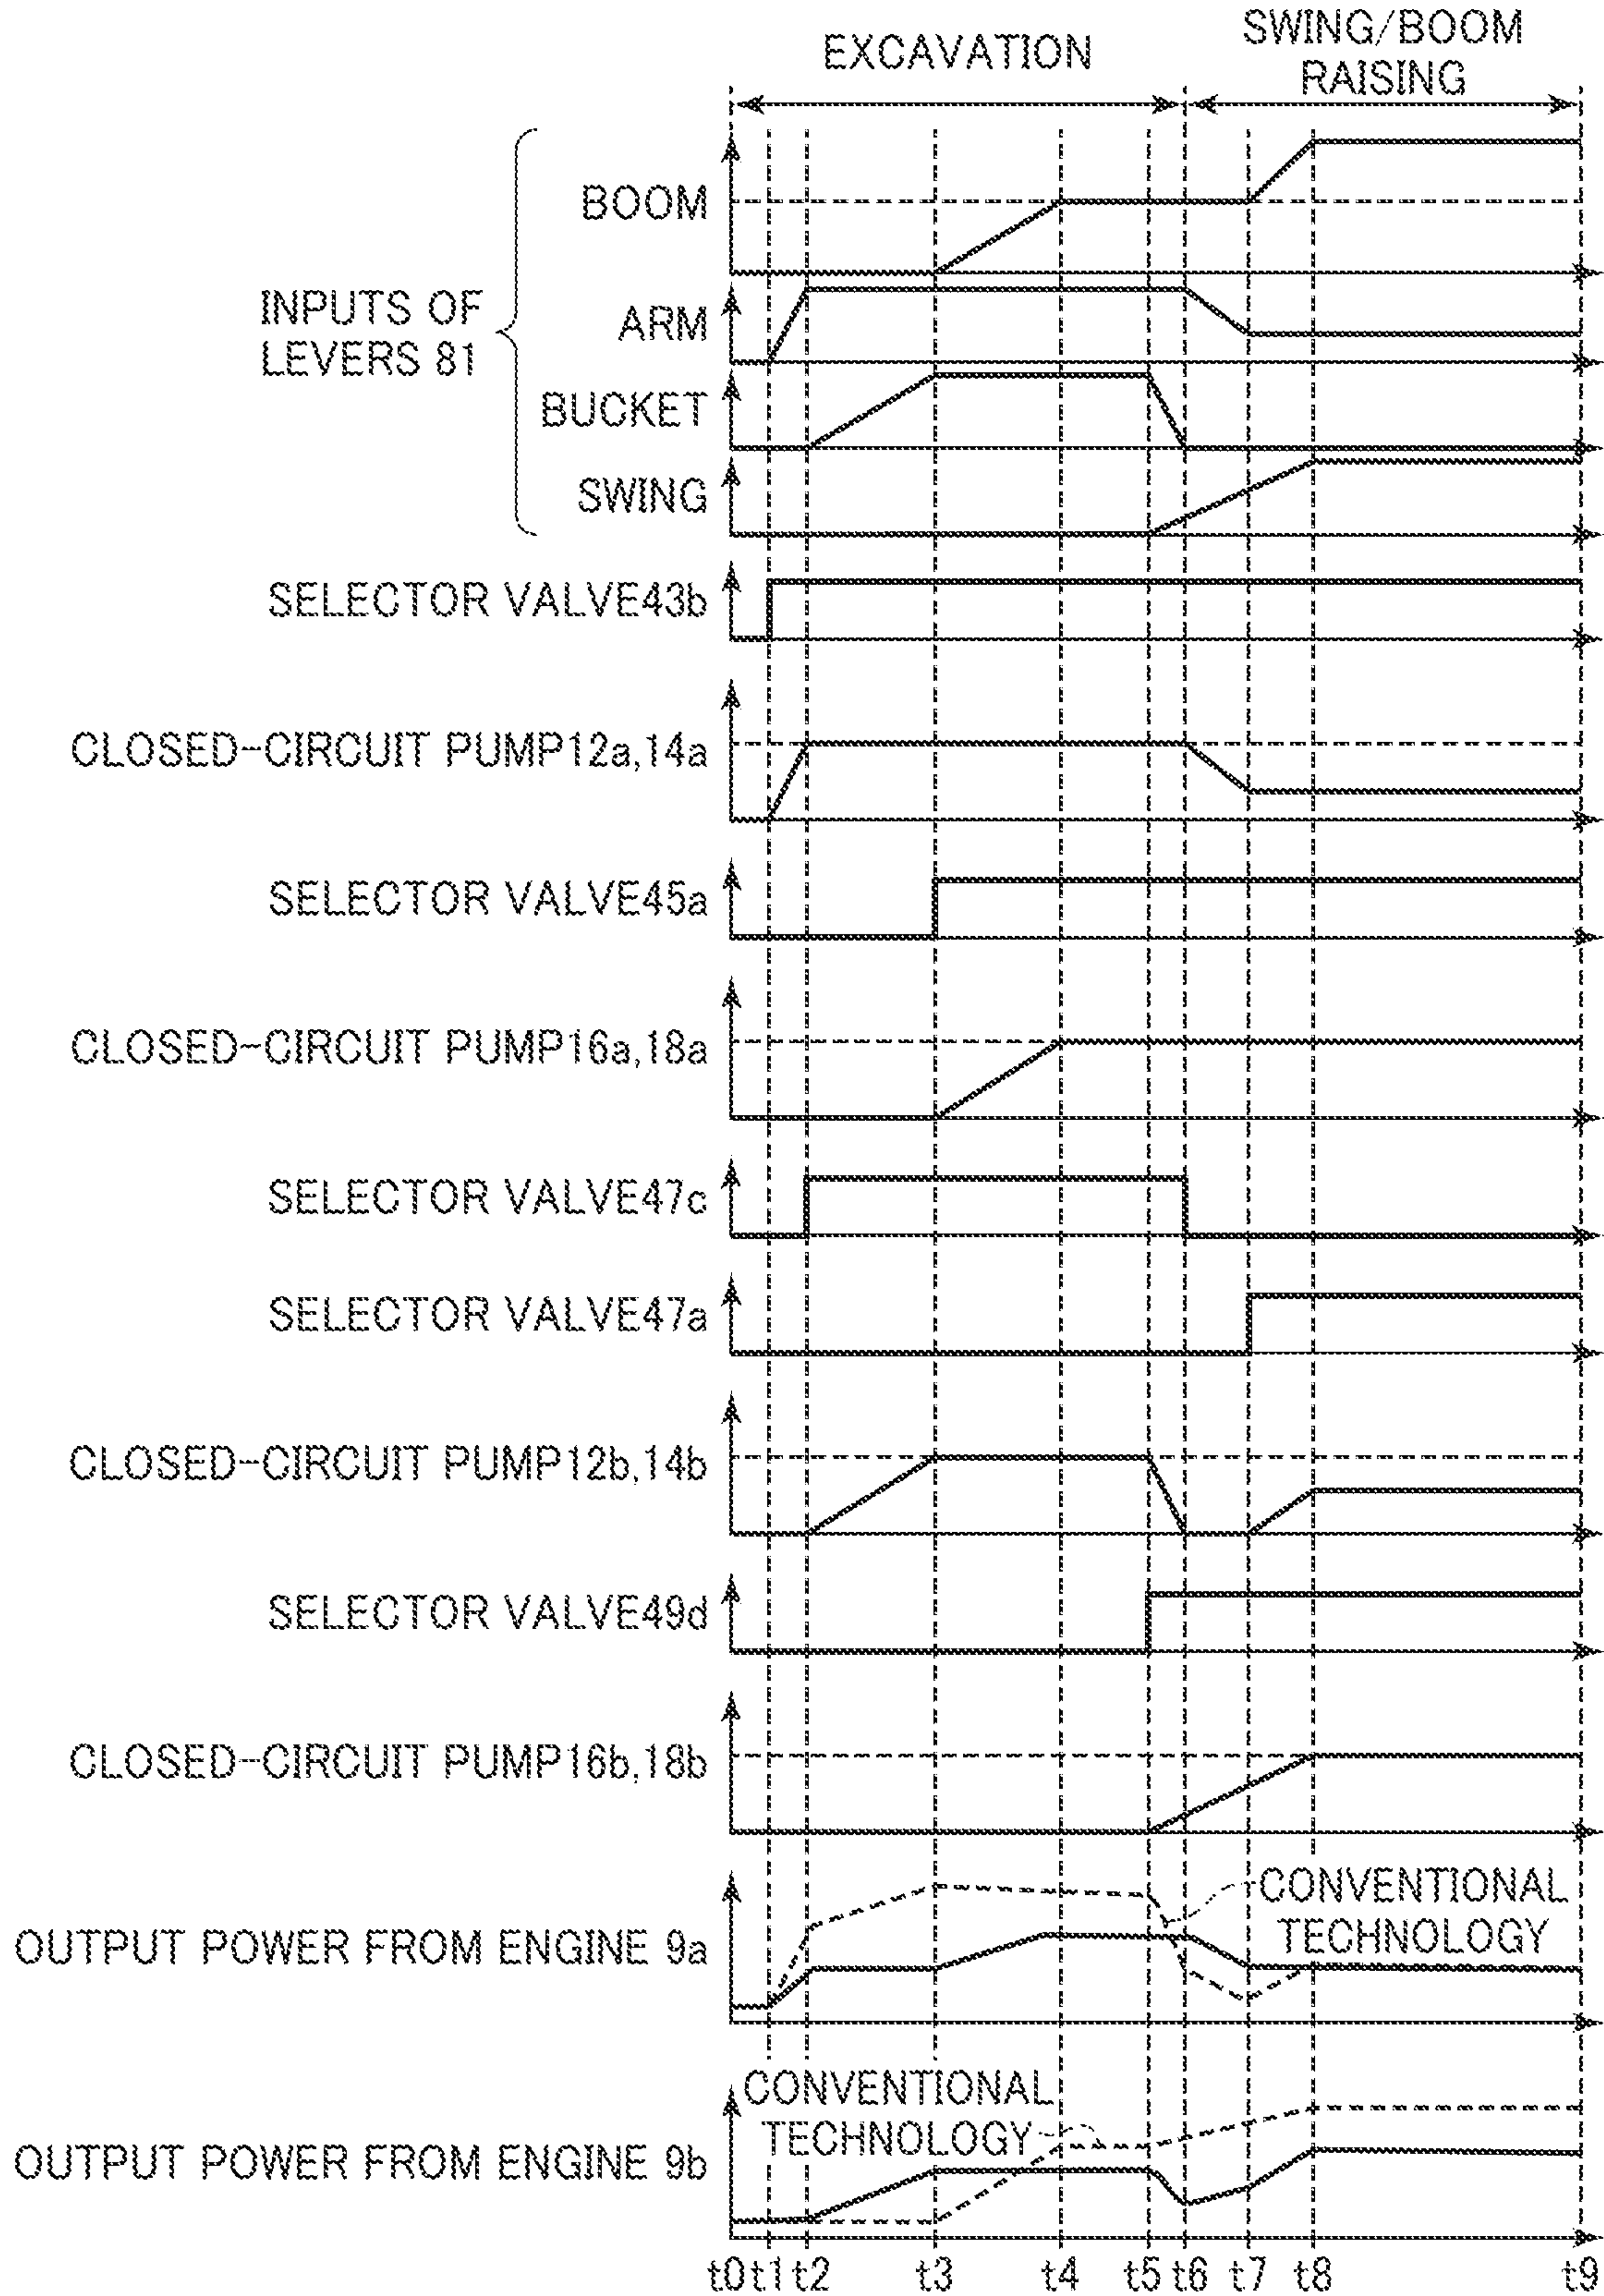 EXCAVATION
SWING/BOOM
RAISING
INPUTS OF
LEVERS 81
BOOM
ARM
BUCKET
SWING
SELECTOR VALVE43b
CLOSED-CIRCUIT PUMP12a,14a
SELECTOR VALVE45a
CLOSED-CIRCUIT PUMP16a,18a
SELECTOR VALVE47c
SELECTOR VALVE47a
CLOSED-CIRCUIT PUMP12b,14b
SELECTOR VALVE49d
CLOSED-CIRCUIT PUMP16b,18b
OUTPUT POWER FROM ENGINE 9a
CONVENTIONAL
TECHNOLOGY
OUTPUT POWER FROM ENGINE 9b
CONVENTIONAL
TECHNOLOGY
t0 t1 t2 t3 t4 t5 t6 t7 t8 t9